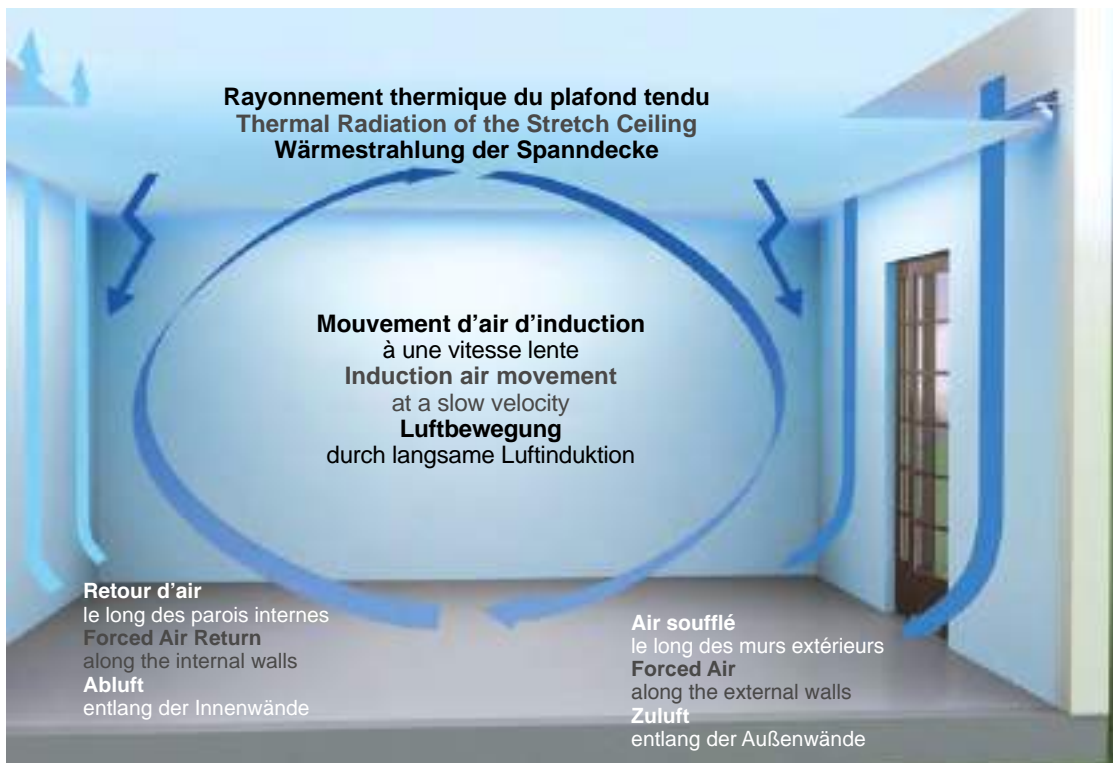 Rayonnement thermique du plafond tendu
Thermal Radiation of the Stretch Ceiling
Wärmestrahlung der Spanndecke
Mouvement d’air d’induction
à une vitesse lente
Induction air movement
at a slow velocity
Luftbewegung
durch langsame Luftinduktion
Retour d’air
le long des parois internes
Forced Air Return
along the internal walls
Abluft
entlang der Innenwände
Air soufflé
le long des murs extérieurs
Forced Air
along the external walls
Zuluft
entlang der Außenwände